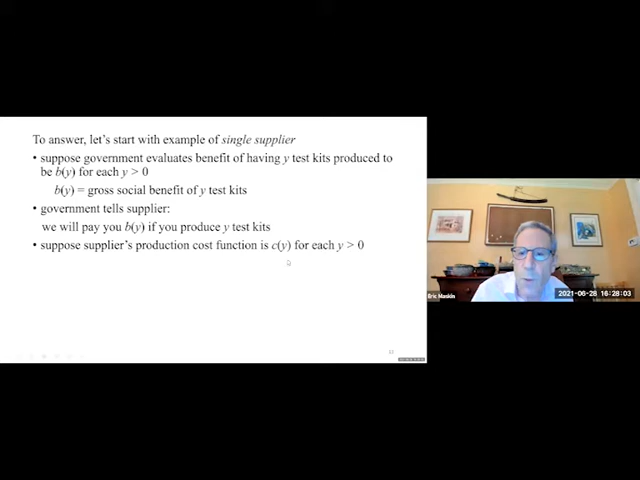 To answer, let's start with example of single supplier
• suppose government evaluates benefit of having y test kits produced to
be b(y) for each y > 0
b(y) = gross social benefit of y test kits
• government tells supplier:
we will pay you b(y) if you produce y test kits
• suppose supplier's production cost function is c(y) for each y > 0
Eric Maskin
2021-06-28 16:28:03